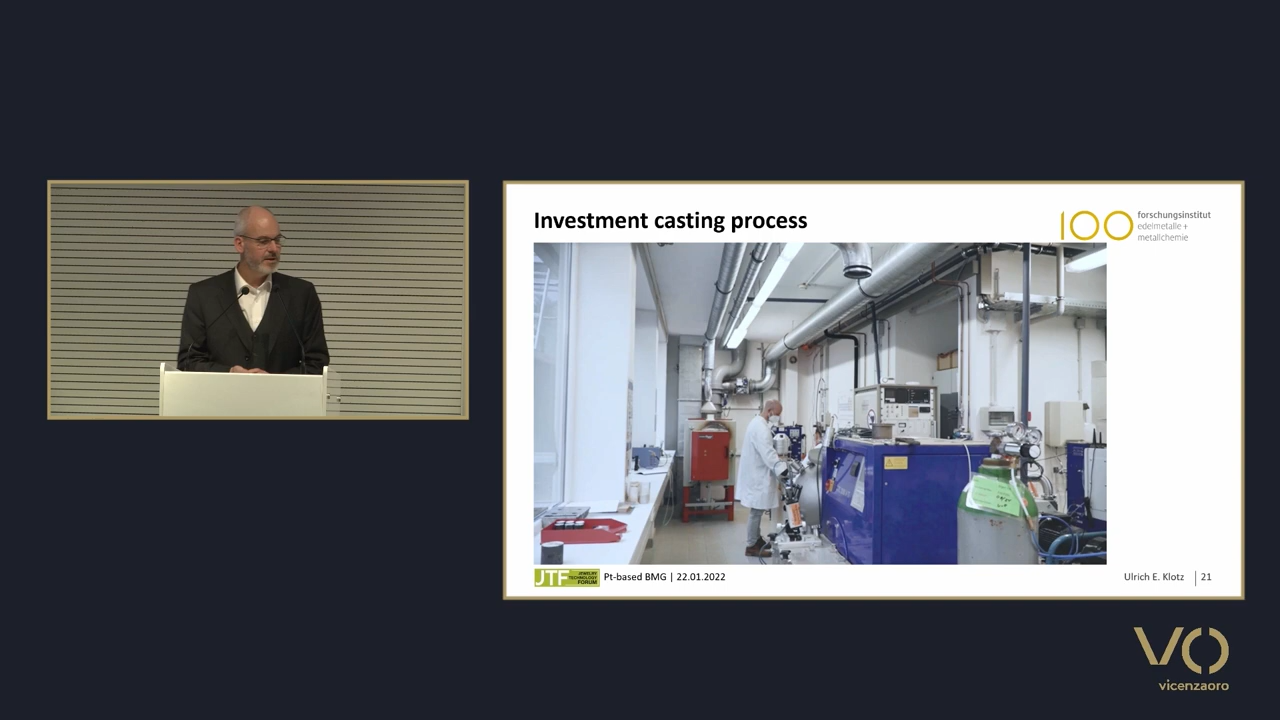 Investment casting process
100 forschungsinstitut
edelmetalle +
metallchemie
JTF JEWELRY
TECHNOLOGY
FORUM
Pt-based BMG | 22.01.2022
Ulrich E. Klotz | 21
VO
vicenzaoro